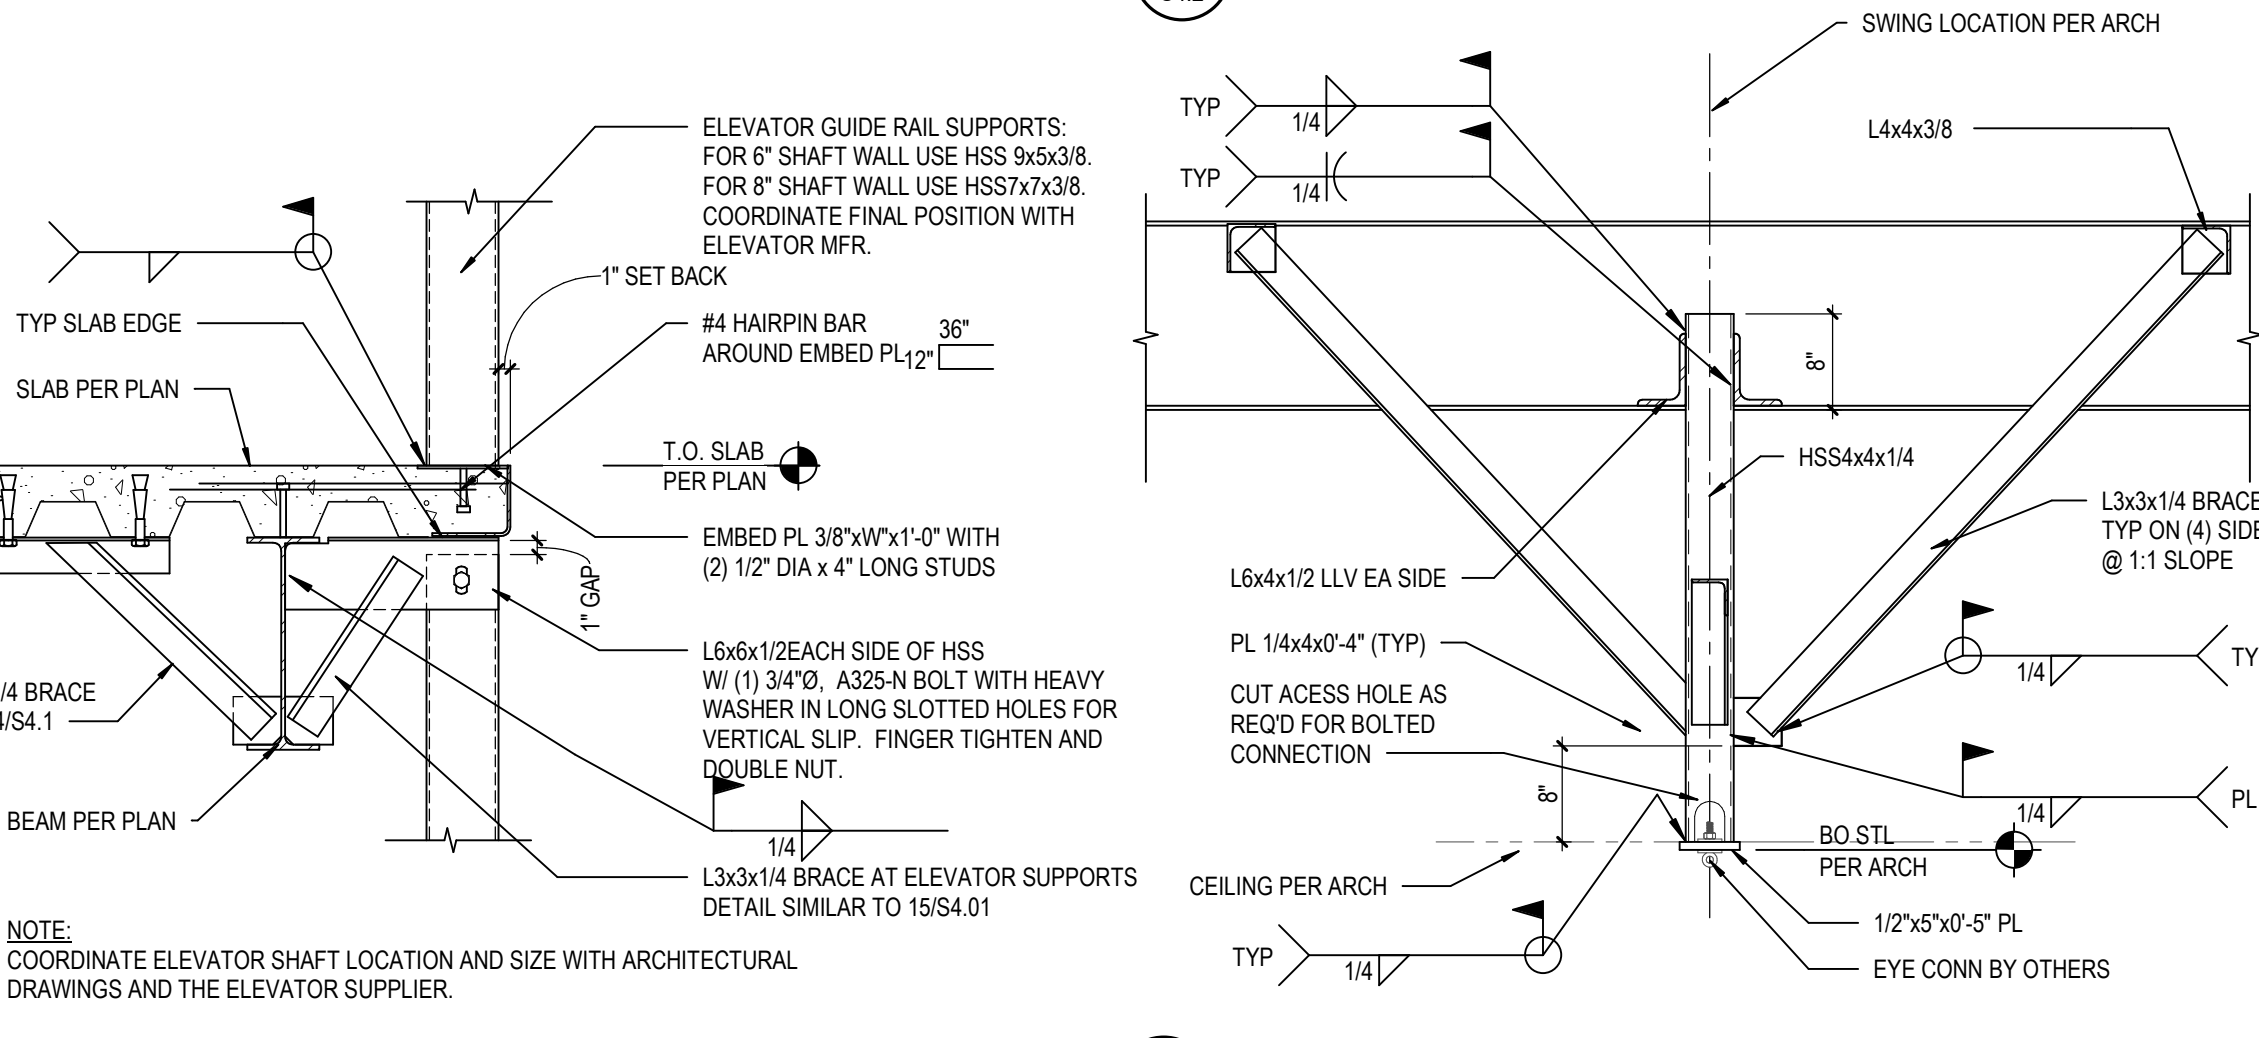 ELEVATOR GUIDE RAIL SUPPORTS:
FOR 6" SHAFT WALL USE HSS 9x5x3/8.
FOR 8" SHAFT WALL USE HSS7x7x3/8.
COORDINATE FINAL POSITION WITH
ELEVATOR MFR.
1" SET BACK
TYP SLAB EDGE
#4 HAIRPIN BAR
AROUND EMBED PL
36"
12"
SLAB PER PLAN
T.O. SLAB
PER PLAN
EMBED PL 3/8"xW"x1'-0" WITH
(2) 1/2" DIA x 4" LONG STUDS
1" GAP
L6x6x1/2EACH SIDE OF HSS
W/ (1) 3/4"Ø, A325-N BOLT WITH HEAVY
WASHER IN LONG SLOTTED HOLES FOR
VERTICAL SLIP. FINGER TIGHTEN AND
DOUBLE NUT.
/4 BRACE
/S4.1
BEAM PER PLAN
1/4
L3x3x1/4 BRACE AT ELEVATOR SUPPORTS
DETAIL SIMILAR TO 15/S4.01
NOTE:
COORDINATE ELEVATOR SHAFT LOCATION AND SIZE WITH ARCHITECTURAL
DRAWINGS AND THE ELEVATOR SUPPLIER.
SWING LOCATION PER ARCH
TYP
1/4
TYP
1/4
L4x4x3/8
8"
HSS4x4x1/4
L3x3x1/4 BRACE
TYP ON (4) SIDE
@ 1:1 SLOPE
L6x4x1/2 LLV EA SIDE
PL 1/4x4x0'-4" (TYP)
CUT ACESS HOLE AS
REQ'D FOR BOLTED
CONNECTION
1/4
TY
8"
1/4
PL
BO STL
PER ARCH
CEILING PER ARCH
1/2"x5"x0'-5" PL
TYP
1/4
EYE CONN BY OTHERS